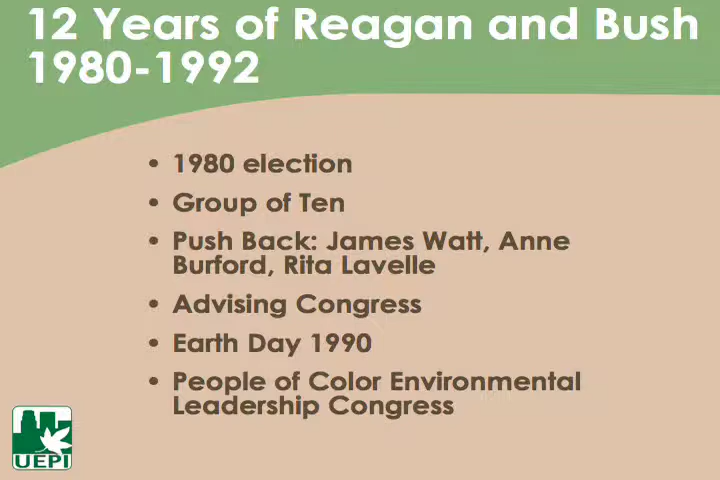 12 Years of Reagan and Bush
1980-1992
• 1980 election
• Group of Ten
• Push Back: James Watt, Anne
Burford, Rita Lavelle
• Advising Congress
• Earth Day 1990
• People of Color Environmental
Leadership Congress
UEPI